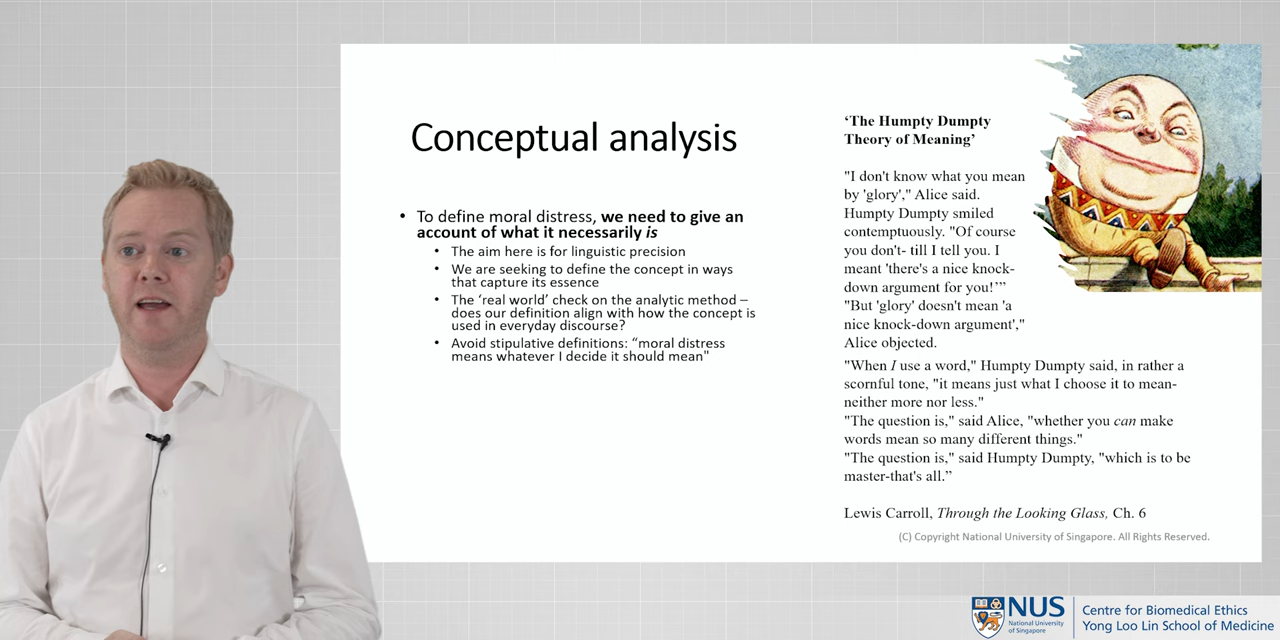 Conceptual analysis
• To define moral distress, we need to give an
account of what it necessarily is
• The aim here is for linguistic precision
• We are seeking to define the concept in ways
that capture its essence
• The ‘real world’ check on the analytic method –
does our definition align with how the concept is
used in everyday discourse?
• Avoid stipulative definitions: “moral distress
means whatever I decide it should mean"
‘The Humpty Dumpty
Theory of Meaning’
"I don't know what you mean
by 'glory'," Alice said.
Humpty Dumpty smiled
contemptuously. "Of course
you don't- till I tell you. I
meant 'there's a nice knock-
down argument for you!’”
"But 'glory' doesn't mean 'a
nice knock-down argument',"
Alice objected.
"When I use a word," Humpty Dumpty said, in rather a
scornful tone, "it means just what I choose it to mean-
neither more nor less."
"The question is," said Alice, "whether you can make
words mean so many different things."
"The question is," said Humpty Dumpty, "which is to be
master-that's all.”
Lewis Carroll, Through the Looking Glass, Ch. 6
(C) Copyright National University of Singapore. All Rights Reserved.
NUS
National University
of Singapore
Centre for Biomedical Ethics
Yong Loo Lin School of Medicine